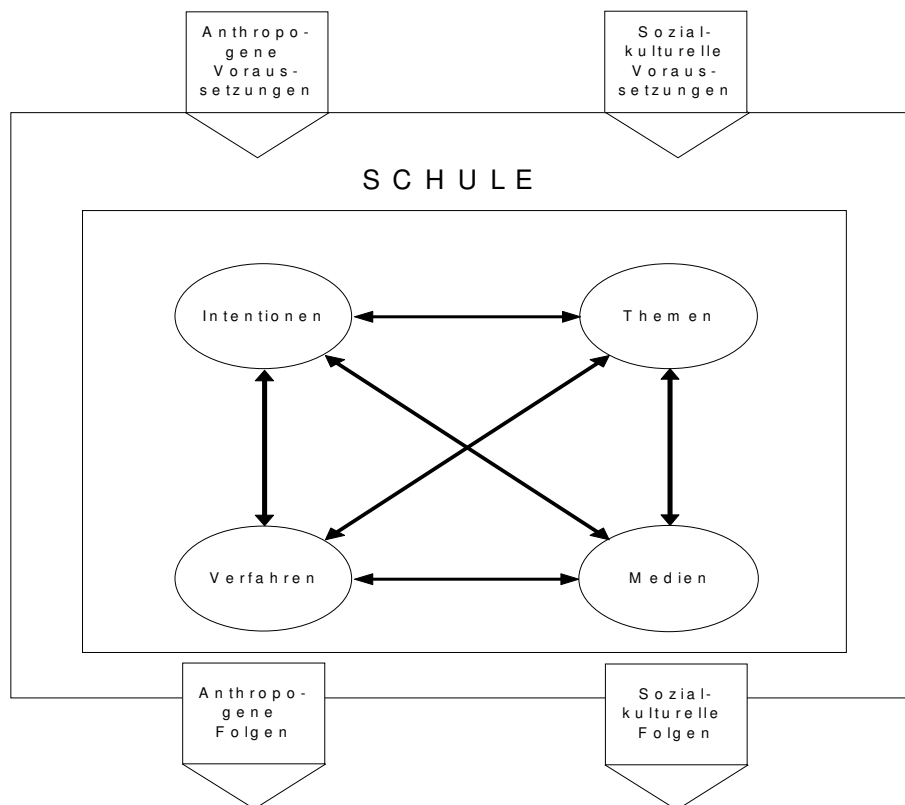 Anthropo-
gene
Voraus-
setzungen
Sozial-
kulturelle
Voraus-
setzungen
SCHULE
Intentionen
Themen
Verfahren
Medien
Anthropo-
gene
Folgen
Sozial-
kulturelle
Folgen